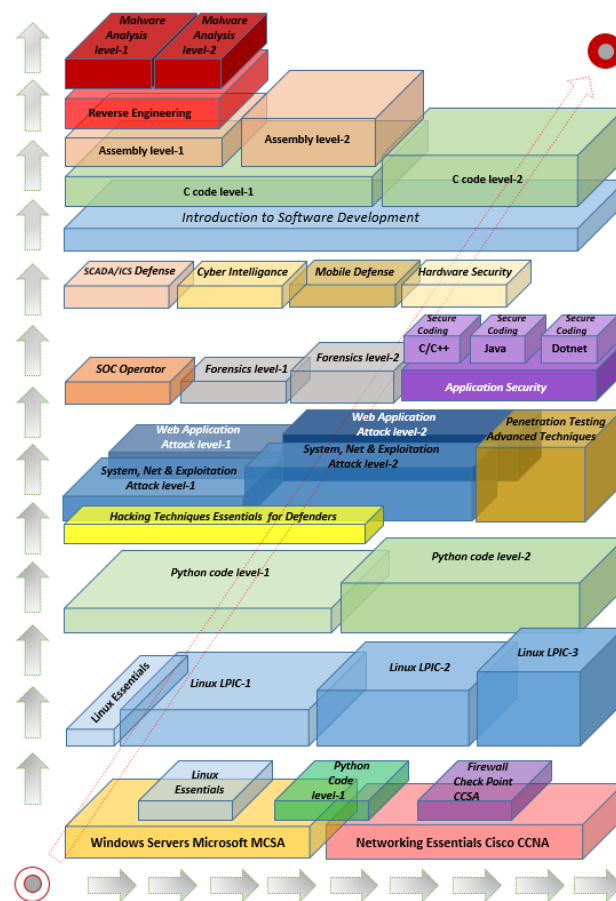 Malware
Analysis
level-1
Malware
Analysis
level-2
Reverse Engineering
Assembly level-1
Assembly level-2
C code level-1
C code level-2
Introduction to Software Development
SCADA/ICS Defense
Cyber Intelligence
Mobile Defense
Hardware Security
Secure
Coding
C/C++
Secure
Coding
Java
Secure
Coding
Dotnet
SOC Operator
Forensics level-1
Forensics level-2
Application Security
Web Application
Attack level-1
Web Application
Attack level-2
Penetration Testing
Advanced Techniques
System, Net & Exploitation
Attack level-1
System, Net & Exploitation
Attack level-2
Hacking Techniques Essentials for Defenders
Python code level-1
Python code level-2
Linux Essentials
Linux LPIC-1
Linux LPIC-2
Linux LPIC-3
Linux
Essentials
Python
Code
level-1
Firewall
Check Point
CCSA
Windows Servers Microsoft MCSA
Networking Essentials Cisco CCNA